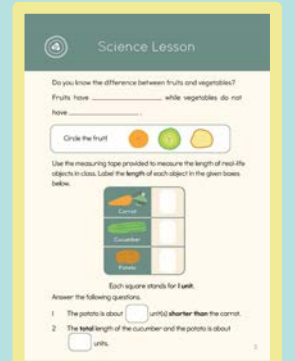 Science Lesson
Do you know the difference between fruits and vegetables?
Fruits have ____________ while vegetables do not
have ____________ .
Circle the fruit!
Use the measuring tape provided to measure the length of real-life
objects in class. Label the length of each object in the given boxes
below.
Carrot
Cucumber
Potato
Each square stands for 1 unit.
Answer the following questions.
1 The potato is about unit(s) shorter than the carrot.
2 The total length of the cucumber and the potato is about
units.